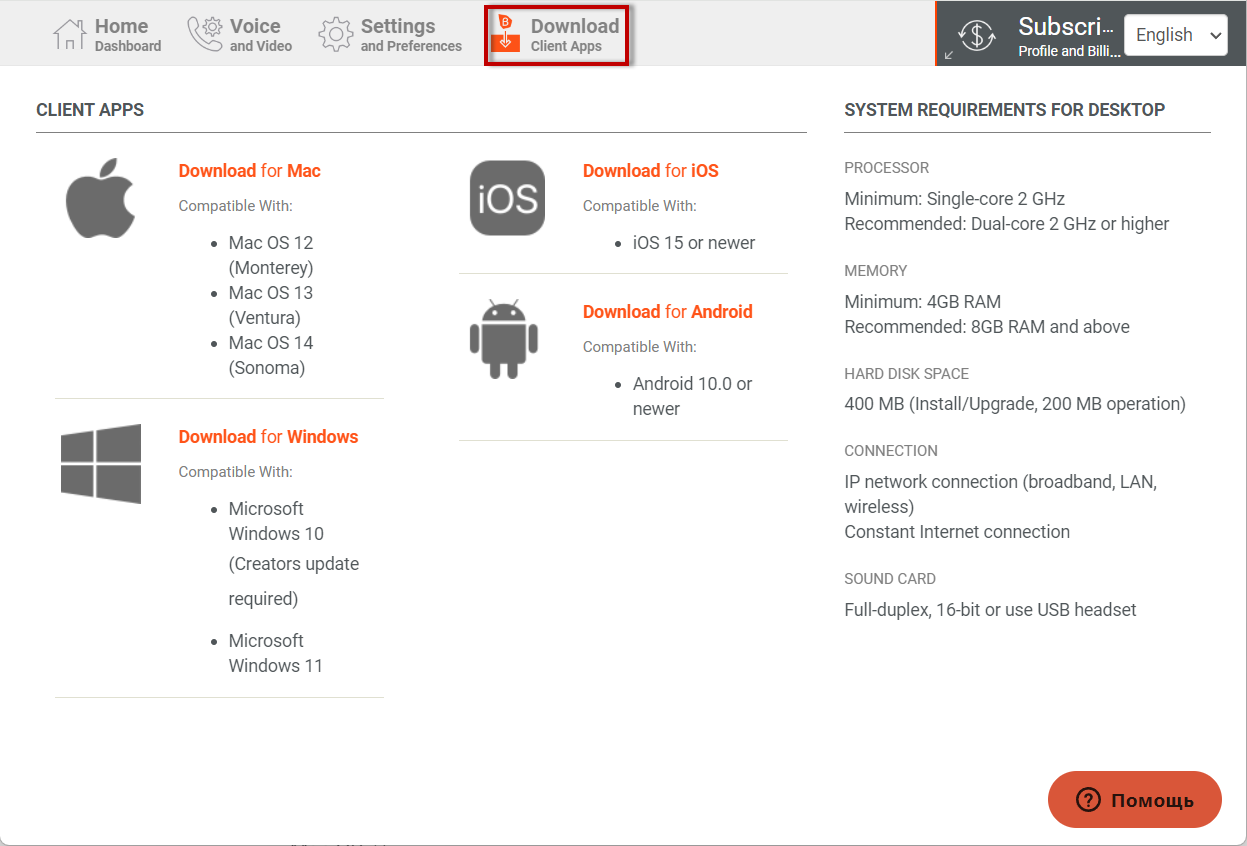 Home
Dashboard
Voice
and Video
Settings
and Preferences
B
Download
Client Apps
$
Subscri...
Profile and Billi...
English
CLIENT APPS
Download for Mac
Compatible With:
• Mac OS 12
(Monterey)
• Mac OS 13
(Ventura)
• Mac OS 14
(Sonoma)
Download for Windows
Compatible With:
• Microsoft
Windows 10
(Creators update
required)
• Microsoft
Windows 11
iOS
Download for iOS
Compatible With:
• iOS 15 or newer
Download for Android
Compatible With:
• Android 10.0 or
newer
SYSTEM REQUIREMENTS FOR DESKTOP
PROCESSOR
Minimum: Single-core 2 GHz
Recommended: Dual-core 2 GHz or higher
MEMORY
Minimum: 4GB RAM
Recommended: 8GB RAM and above
HARD DISK SPACE
400 MB (Install/Upgrade, 200 MB operation)
CONNECTION
IP network connection (broadband, LAN,
wireless)
Constant Internet connection
SOUND CARD
Full-duplex, 16-bit or use USB headset
? Помощь